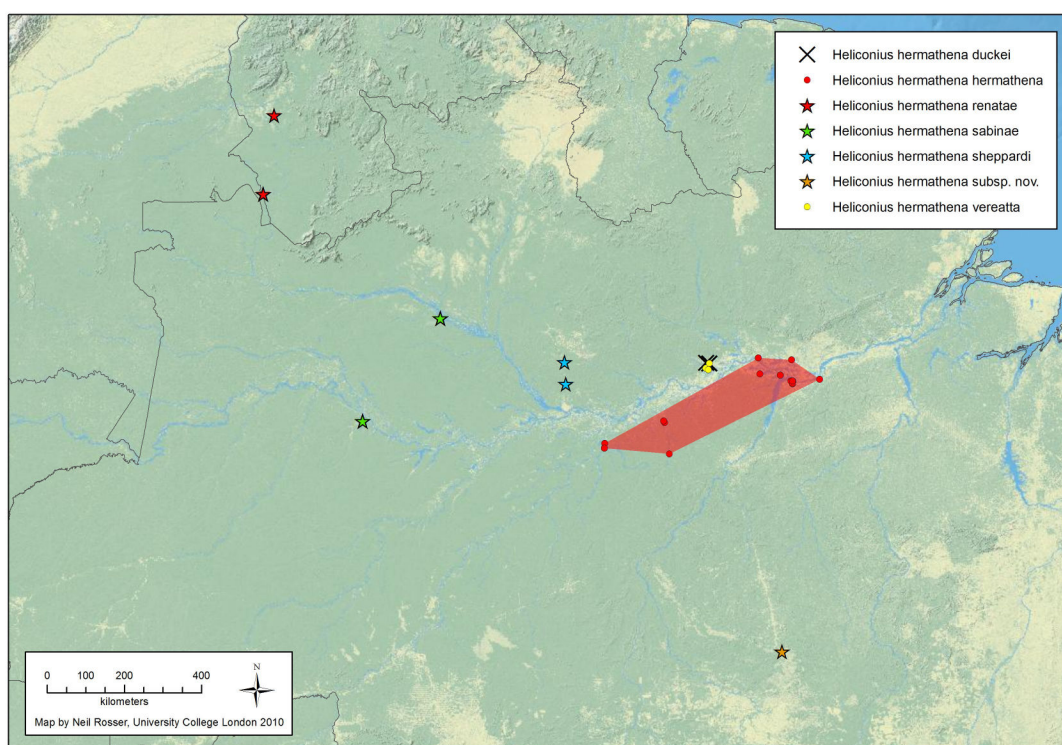 Heliconius hermathena duckei
Heliconius hermathena hermathena
Heliconius hermathena renatae
Heliconius hermathena sabinae
Heliconius hermathena sheppardi
Heliconius hermathena subsp. nov.
Heliconius hermathena vereatta
N
0 100 200 300 400
kilometers
Map by Neil Rosser, University College London 2010